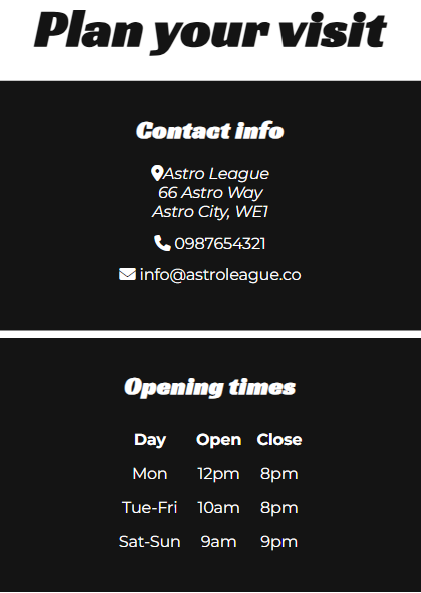 Plan your visit
Contact info
Astro League
66 Astro Way
Astro City, WE1
0987654321
info@astroleague.co
Opening times
Day Open Close
Mon 12pm 8pm
Tue-Fri 10am 8pm
Sat-Sun 9am 9pm